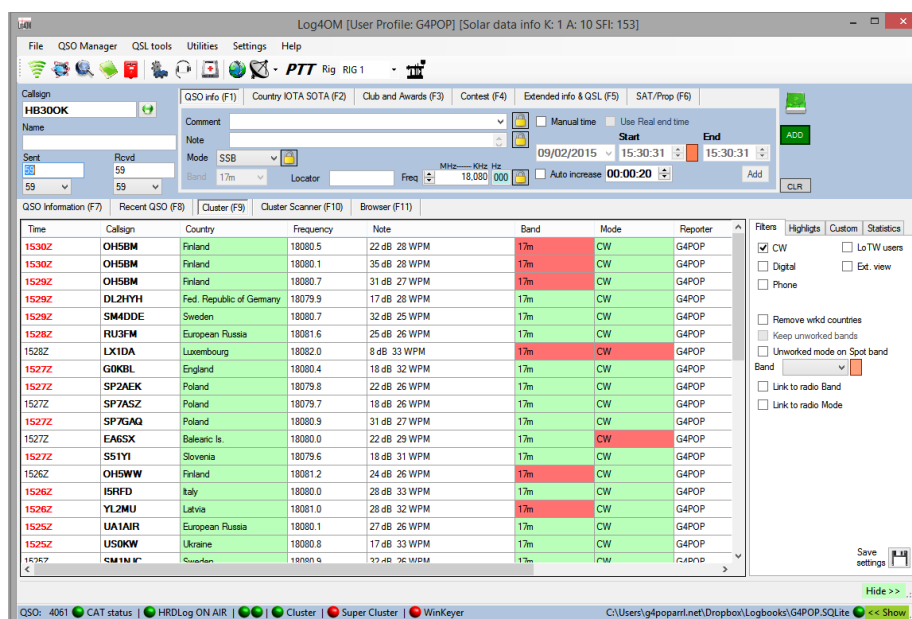 Log4OM [User Profile: G4POP] [Solar data info K: 1 A: 10 SFI: 153]
File QSO Manager QSL tools Utilities Settings Help
PTT Rig RIG 1
Callsign
HB30OK
Name
Sent Rcvd
59 59
59 59
QSO info (F1) Country IOTA SOTA (F2) Club and Awards (F3) Contest (F4) Extended info & QSL (F5) SAT/Prop (F6)
Comment
Note
Mode SSB
Band 17m Locator
MHz------ KHz Hz
Freq 18,080 000
Manual time Use Real end time
Start End
09/02/2015 15:30:31 15:30:31
Auto increase 00:00:20 Add
ADD
CLR
QSO Information (F7) Recent QSO (F8) Cluster (F9) Cluster Scanner (F10) Browser (F11)
Time Callsign Country Frequency Note Band Mode Reporter
1530Z OH5BM Finland 18080.5 22 dB 28 WPM 17m CW G4POP
1530Z OH5BM Finland 18080.1 35 dB 28 WPM 17m CW G4POP
1529Z OH5BM Finland 18080.7 31 dB 27 WPM 17m CW G4POP
1529Z DL2HYH Fed. Republic of Germany 18079.9 17 dB 28 WPM 17m CW G4POP
1529Z SM4DDE Sweden 18080.7 32 dB 25 WPM 17m CW G4POP
1528Z RU3FM European Russia 18081.6 25 dB 26 WPM 17m CW G4POP
1528Z LX1DA Luxembourg 18082.0 8 dB 33 WPM 17m CW G4POP
1527Z G0KBL England 18080.4 18 dB 32 WPM 17m CW G4POP
1527Z SP2AEK Poland 18079.8 22 dB 26 WPM 17m CW G4POP
1527Z SP7ASZ Poland 18079.7 18 dB 26 WPM 17m CW G4POP
1527Z SP7GAQ Poland 18080.9 31 dB 27 WPM 17m CW G4POP
1527Z EA6SX Balearic Is. 18080.0 22 dB 29 WPM 17m CW G4POP
1527Z S51YI Slovenia 18079.6 18 dB 31 WPM 17m CW G4POP
1526Z OH5WW Finland 18081.2 24 dB 26 WPM 17m CW G4POP
1526Z I5RFD Italy 18080.0 28 dB 33 WPM 17m CW G4POP
1526Z YL2MU Latvia 18081.0 28 dB 32 WPM 17m CW G4POP
1525Z UA1AIR European Russia 18080.1 27 dB 26 WPM 17m CW G4POP
1525Z US0KW Ukraine 18080.8 17 dB 33 WPM 17m CW G4POP
1525Z Sweden 18080.9 22 dB 26 WPM 17m CW G4POP
Filters Highligts Custom Statistics
CW LoTW users
Digital Ext. view
Phone
Remove wrkd countries
Keep unworked bands
Unworked mode on Spot band
Band
Link to radio Band
Link to radio Mode
Save settings
Hide >>
QSO: 4061 CAT status | HRDLog ON AIR | | Cluster | Super Cluster | WinKeyer C:\Users\g4poparrl.net\Dropbox\Logbooks\G4POP.SQLite << Show